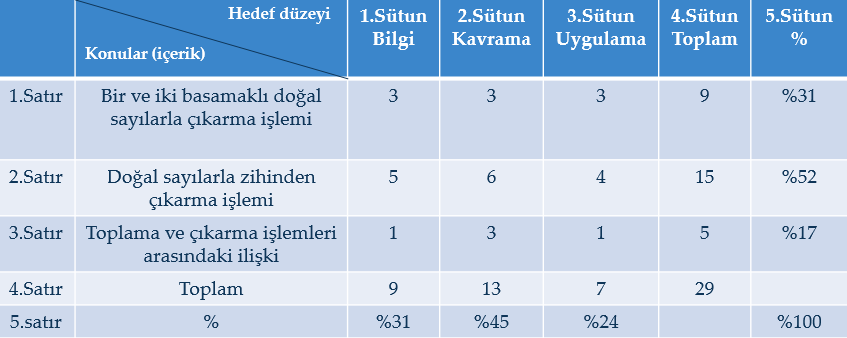 Hedef düzeyi
Konular (içerik)
1.Sütun
Bilgi
2.Sütun
Kavrama
3.Sütun
Uygulama
4.Sütun
Toplam
5.Sütun
%
1.Satır Bir ve iki basamaklı doğal
sayılarla çıkarma işlemi 3 3 3 9 %31
2.Satır Doğal sayılarla zihinden
çıkarma işlemi 5 6 4 15 %52
3.Satır Toplama ve çıkarma işlemleri
arasındaki ilişki 1 3 1 5 %17
4.Satır Toplam 9 13 7 29
5.satır % %31 %45 %24 %100